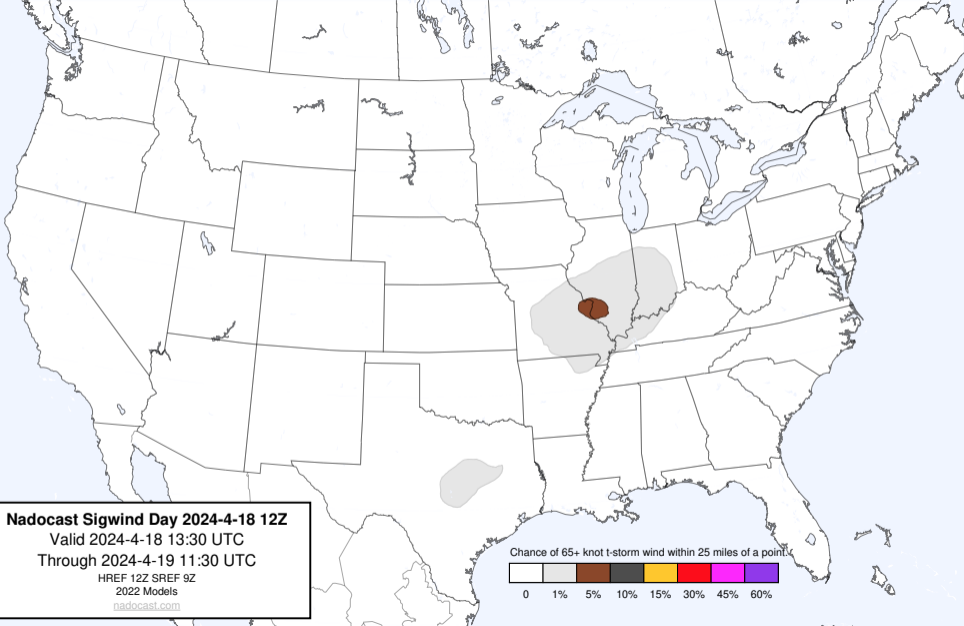 Nadocast Sigwind Day 2024-4-18 12Z
Valid 2024-4-18 13:30 UTC
Through 2024-4-19 11:30 UTC
HREF 12Z SREF 9Z
2022 Models
nadocast.com
Chance of 65+ knot t-storm wind within 25 miles of a point.
0 1% 5% 10% 15% 30% 45% 60%